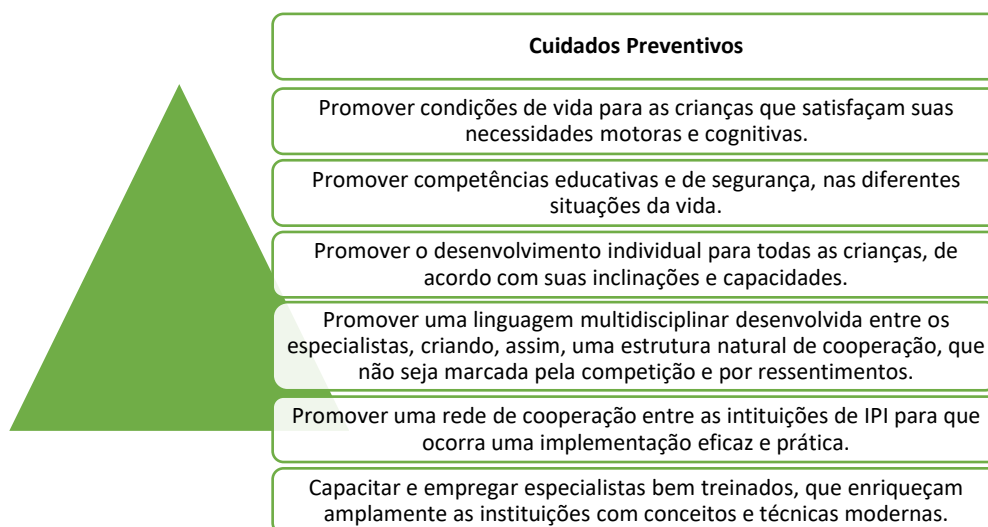 Cuidados Preventivos
Promover condições de vida para as crianças que satisfaçam suas
necessidades motoras e cognitivas.
Promover competências educativas e de segurança, nas diferentes
situações da vida.
Promover o desenvolvimento individual para todas as crianças, de
acordo com suas inclinações e capacidades.
Promover uma linguagem multidisciplinar desenvolvida entre os
especialistas, criando, assim, uma estrutura natural de cooperação, que
não seja marcada pela competição e por ressentimentos.
Promover uma rede de cooperação entre as intituições de IPI para que
ocorra uma implementação eficaz e prática.
Capacitar e empregar especialistas bem treinados, que enriqueçam
amplamente as instituições com conceitos e técnicas modernas.